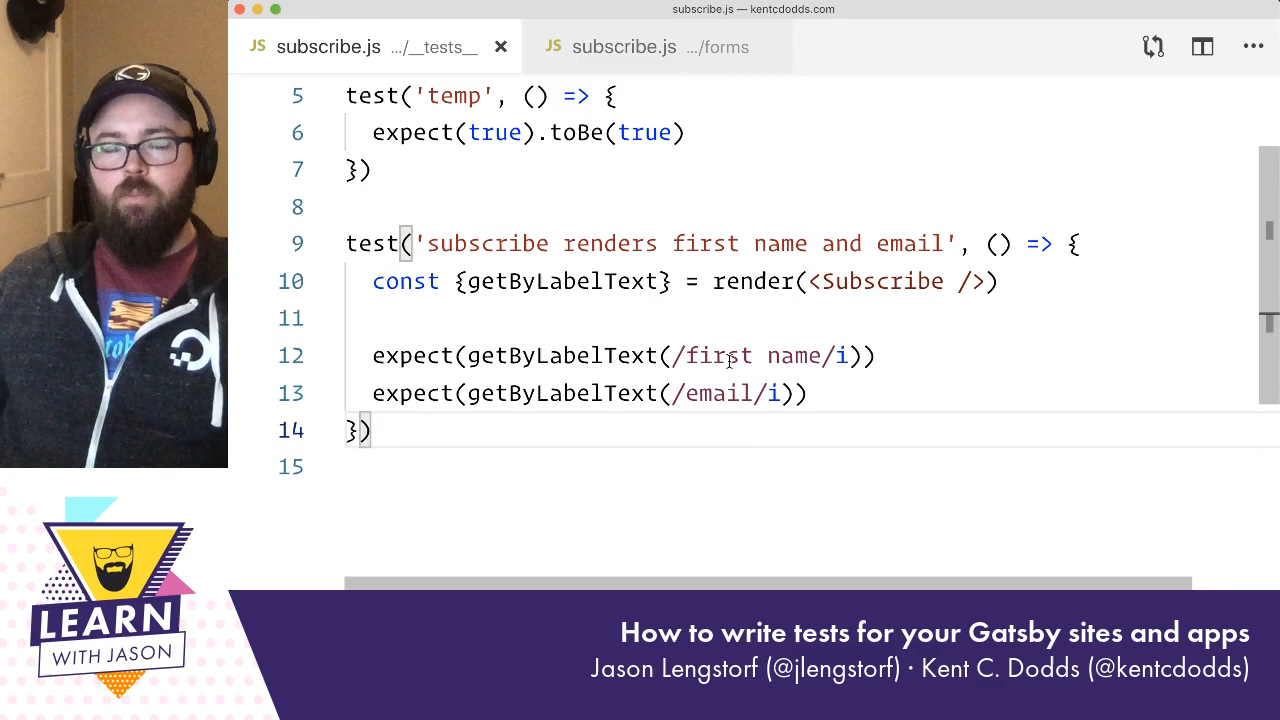 subscribe.js — kentcdodds.com
JS subscribe.js .../__tests__ ✕ JS subscribe.js .../forms •••
5 test('temp', () => {
6   expect(true).toBe(true)
7 })
8
9 test('subscribe renders first name and email', () => {
10   const {getByLabelText} = render(<Subscribe />)
11
12   expect(getByLabelText(/first name/i))
13   expect(getByLabelText(/email/i))
14 })
15
LEARN
WITH JASON
How to write tests for your Gatsby sites and apps
Jason Lengstorf (@jlengstorf) · Kent C. Dodds (@kentcdodds)